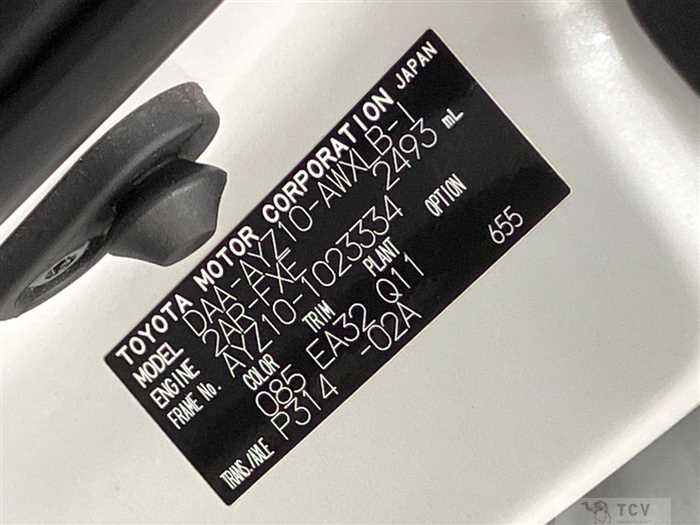 TOYOTA MOTOR CORPORATION JAPAN
MODEL DAA-AYZ10-AWXLB-1
ENGINE 2AR-FXE 2493 mL
FRAME No. AYZ10-1023334
COLOR TRIM PLANT OPTION
085 EA32 Q11 655
TRANS./AXLE P314 -02A
TCV